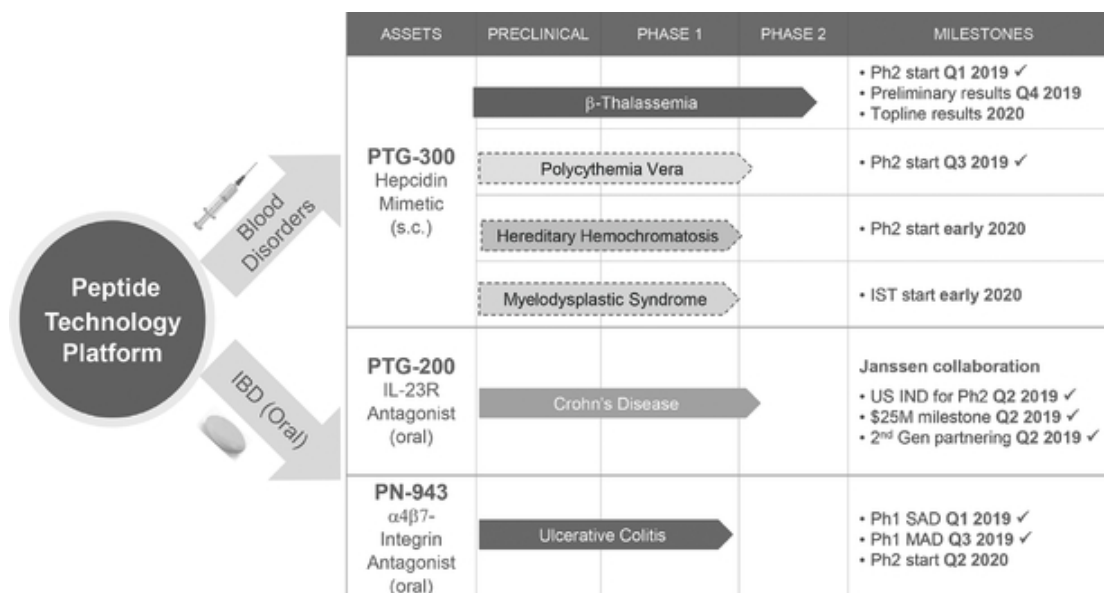 ASSETS PRECLINICAL PHASE 1 PHASE 2 MILESTONES
Peptide
Technology
Platform
Blood
Disorders
IBD (Oral)
PTG-300
Hepcidin
Mimetic
(s.c.)
β-Thalassemia
• Ph2 start Q1 2019 ✓
• Preliminary results Q4 2019
• Topline results 2020
Polycythemia Vera
• Ph2 start Q3 2019 ✓
Hereditary Hemochromatosis
• Ph2 start early 2020
Myelodysplastic Syndrome
• IST start early 2020
PTG-200
IL-23R
Antagonist
(oral)
Crohn's Disease
Janssen collaboration
• US IND for Ph2 Q2 2019 ✓
• $25M milestone Q2 2019 ✓
• 2nd Gen partnering Q2 2019 ✓
PN-943
α4β7-
Integrin
Antagonist
(oral)
Ulcerative Colitis
• Ph1 SAD Q1 2019 ✓
• Ph1 MAD Q3 2019 ✓
• Ph2 start Q2 2020